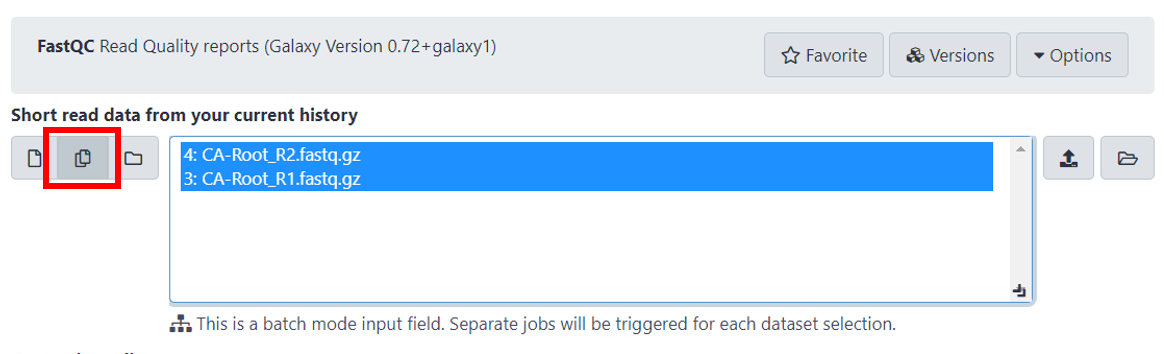 FastQC Read Quality reports (Galaxy Version 0.72+galaxy1)
Favorite
Versions
Options
Short read data from your current history
4: CA-Root_R2.fastq.gz
3: CA-Root_R1.fastq.gz
This is a batch mode input field. Separate jobs will be triggered for each dataset selection.